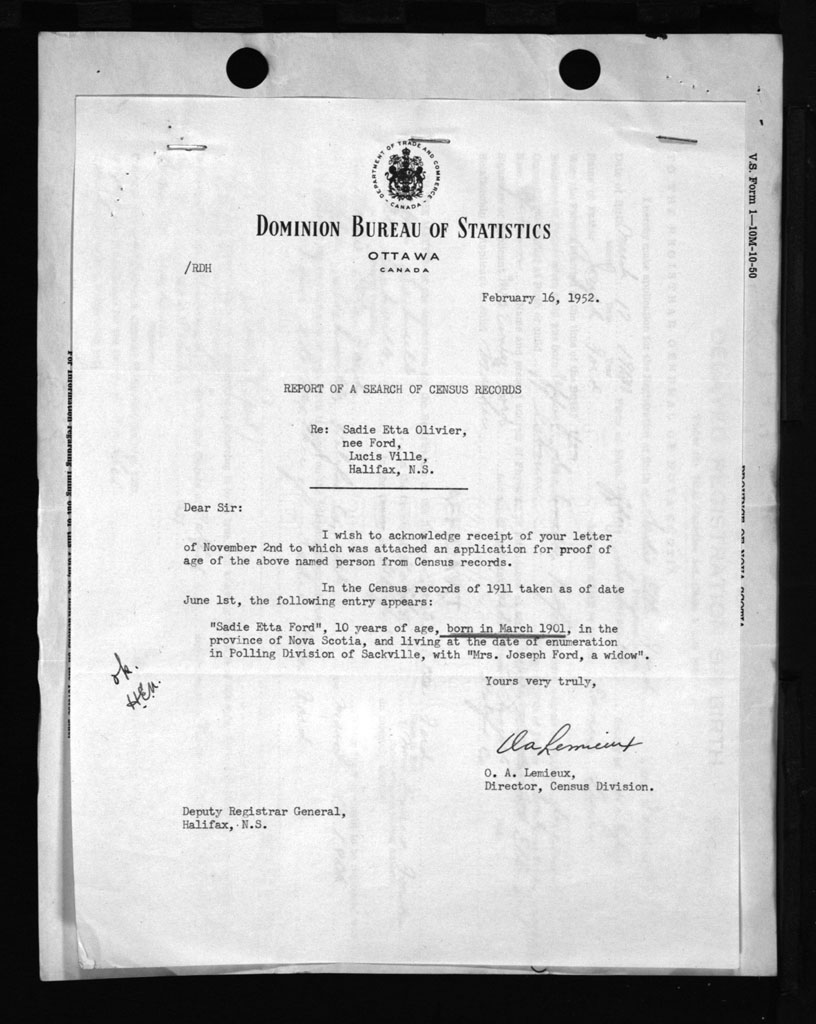 DEPARTMENT OF TRADE AND COMMERCE
CANADA
DOMINION BUREAU OF STATISTICS
OTTAWA
CANADA
/RDH
February 16, 1952.
REPORT OF A SEARCH OF CENSUS RECORDS
Re: Sadie Etta Olivier,
nee Ford,
Lucis Ville,
Halifax, N.S.
Dear Sir:
I wish to acknowledge receipt of your letter
of November 2nd to which was attached an application for proof of
age of the above named person from Census records.
In the Census records of 1911 taken as of date
June 1st, the following entry appears:
"Sadie Etta Ford", 10 years of age, born in March 1901, in the
province of Nova Scotia, and living at the date of enumeration
in Polling Division of Sackville, with "Mrs. Joseph Ford, a widow".
Yours very truly,
ok.
H.E.M.
OA Lemieux
O. A. Lemieux,
Director, Census Division.
Deputy Registrar General,
Halifax, N.S.
V.S. Form 1—10M-10-50